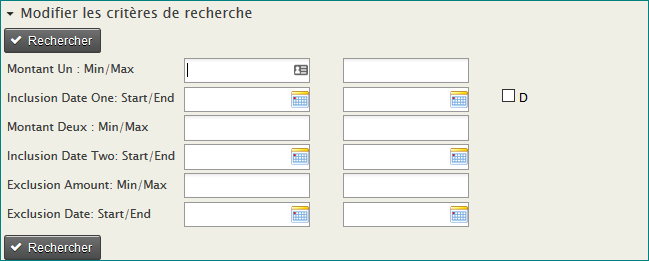 Modifier les critères de recherche
Rechercher
Montant Un : Min/Max
Inclusion Date One: Start/End D
Montant Deux : Min/Max
Inclusion Date Two: Start/End
Exclusion Amount: Min/Max
Exclusion Date: Start/End
Rechercher